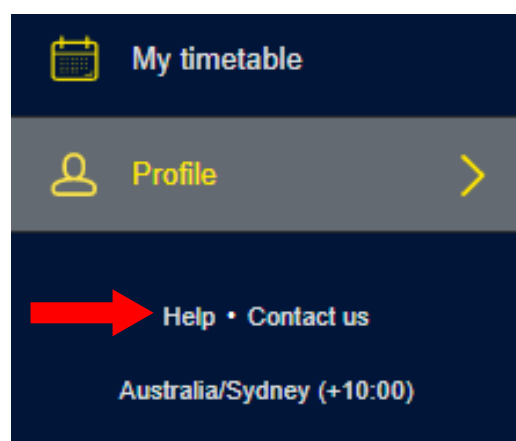 My timetable
Profile
Help • Contact us
Australia/Sydney (+10:00)